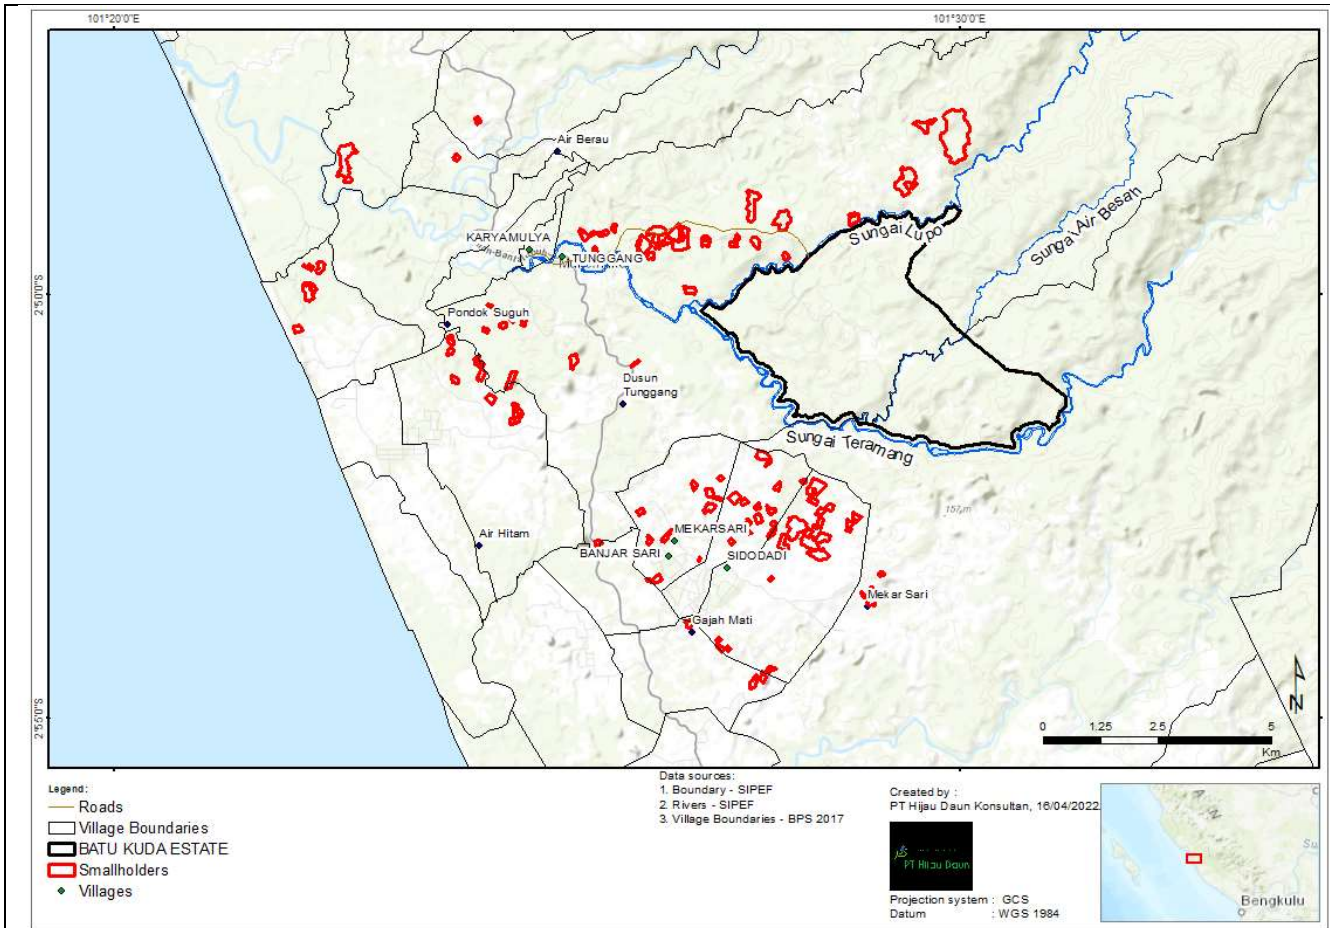 101°20'0"E
101°30'0"E
Air Berau
Sungai Lupo
Sungai Air Besah
KARYAMULYA
TUNGGANG
2°50'0"S
Pondok Suguh
Dusun
Tunggang
Sungai Teramang
157 m
Air Hitam
MEKARSARI
BANJAR SARI
SIDODADI
Mekar Sari
Gajah Mati
2°55'0"S
N
0 1.25 2.5 5
Km
Legend:
Roads
Village Boundaries
BATU KUDA ESTATE
Smallholders
Villages
Data sources:
1. Boundary - SIPEF
2. Rivers - SIPEF
3. Village Boundaries - BPS 2017
Created by :
PT Hijau Daun Konsultan, 16/04/2022
PT Hijau Daun
Projection system : GCS
Datum : WGS 1984
Bengkulu